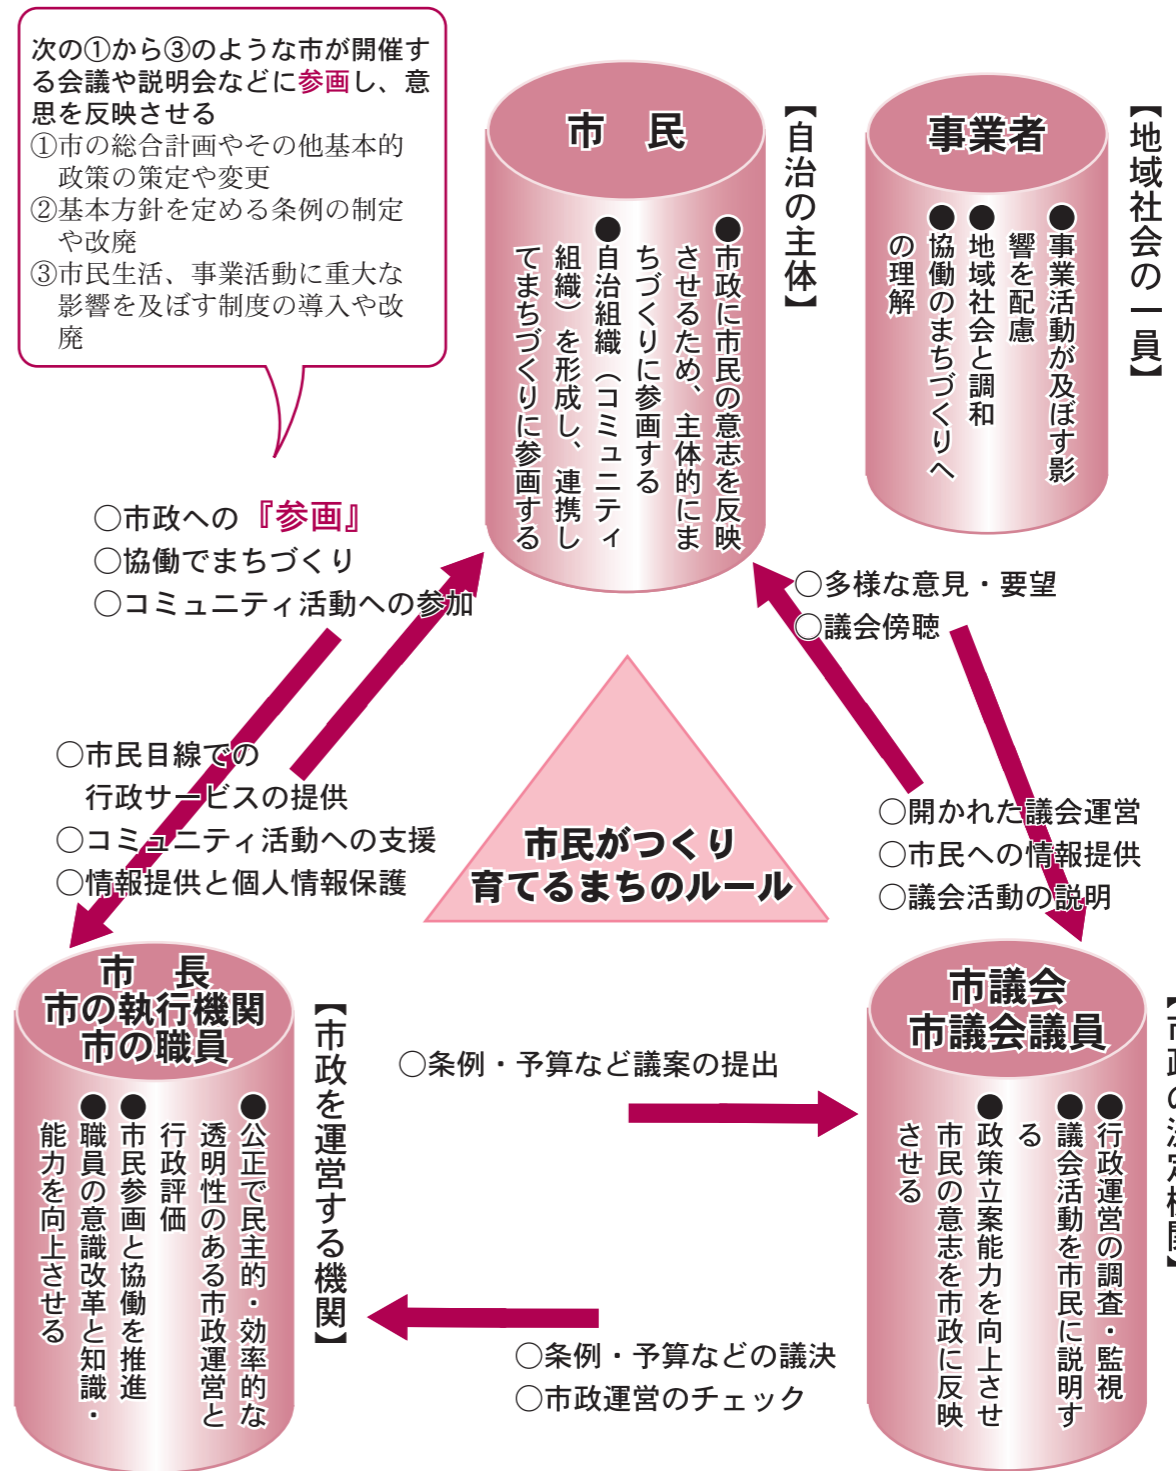 次の①から③のような市が開催す
る会議や説明会などに参画し、意
思を反映させる
①市の総合計画やその他基本的
政策の策定や変更
②基本方針を定める条例の制定
や改廃
③市民生活、事業活動に重大な
影響を及ぼす制度の導入や改
廃
市　民
【自治の主体】
●市政に市民の意志を反映
させるため、主体的にま
ちづくりに参画する
●自治組織（コミュニティ
組織）を形成し、連携し
てまちづくりに参画する
事業者
【地域社会の一員】
●事業活動が及ぼす影
響を配慮
●地域社会と調和
●協働のまちづくりへ
の理解
○市政への『参画』
○協働でまちづくり
○コミュニティ活動への参加
○多様な意見・要望
○議会傍聴
○市民目線での
行政サービスの提供
○コミュニティ活動への支援
○情報提供と個人情報保護
市民がつくり
育てるまちのルール
○開かれた議会運営
○市民への情報提供
○議会活動の説明
市　長
市の執行機関
市の職員
【市政を運営する機関】
●公正で民主的・効率的な
透明性のある市政運営と
行政評価
●市民参画と協働を推進
●職員の意識改革と知識・
能力を向上させる
○条例・予算など議案の提出
○条例・予算などの議決
○市政運営のチェック
市議会
市議会議員
【市政の決定機関】
●行政運営の調査・監視
●議会活動を市民に説明す
る
●政策立案能力を向上させ
市民の意志を市政に反映
させる